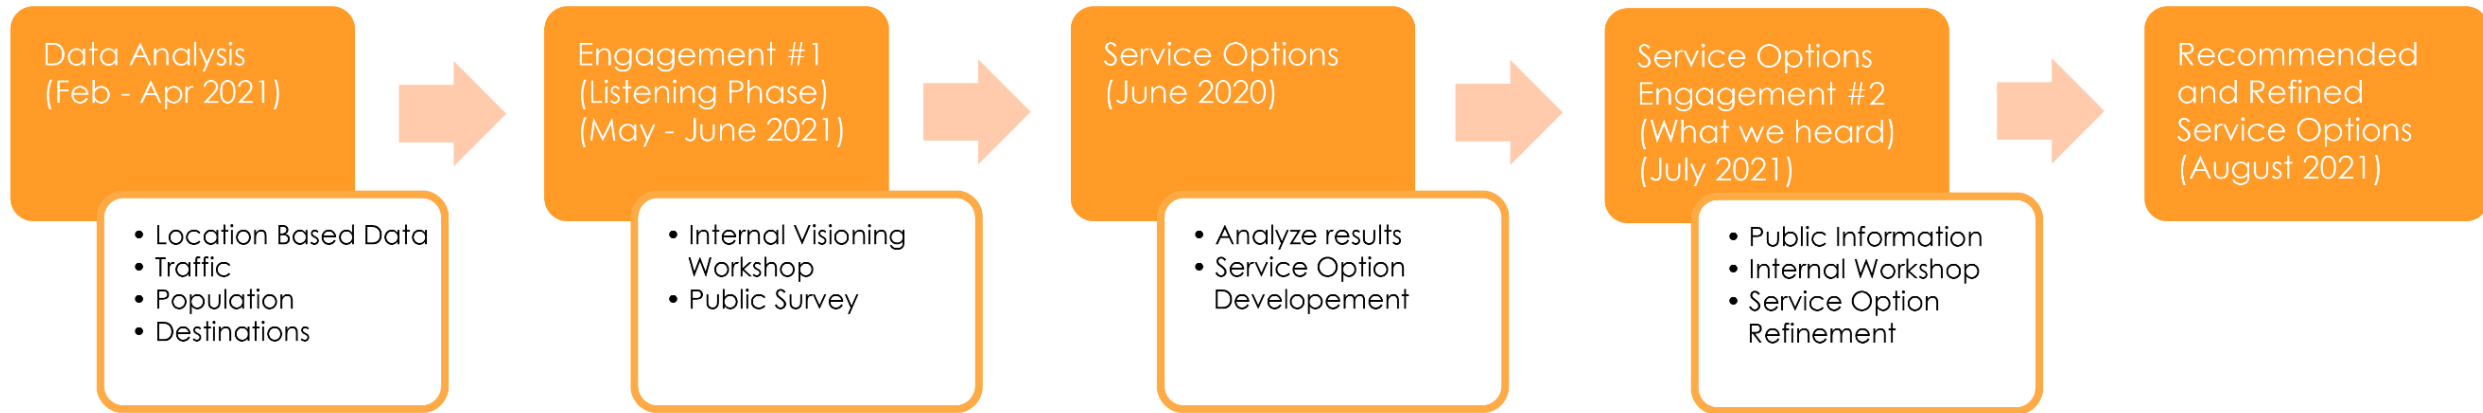 Data Analysis
(Feb - Apr 2021)
• Location Based Data
• Traffic
• Population
• Destinations
Engagement #1
(Listening Phase)
(May - June 2021)
• Internal Visioning
Workshop
• Public Survey
Service Options
(June 2020)
• Analyze results
• Service Option
Developement
Service Options
Engagement #2
(What we heard)
(July 2021)
• Public Information
• Internal Workshop
• Service Option
Refinement
Recommended
and Refined
Service Options
(August 2021)